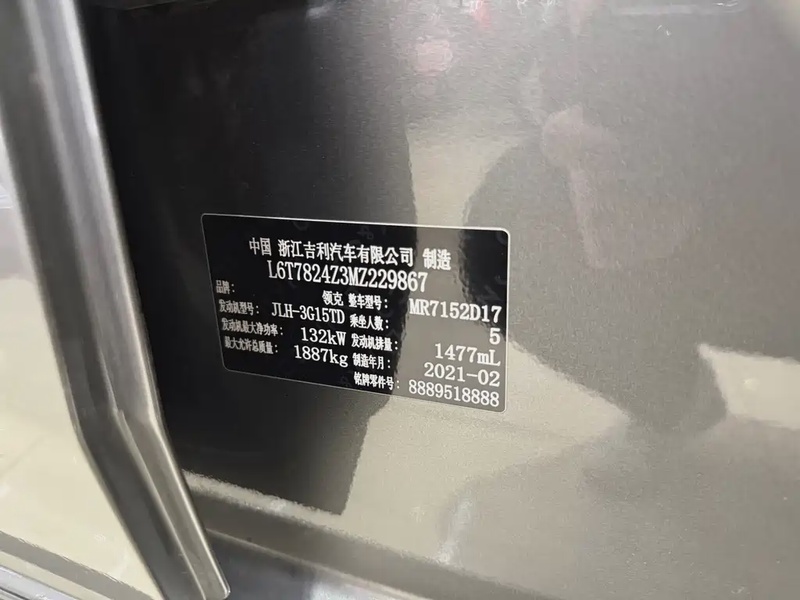 中国 浙江吉利汽车有限公司 制造
L6T7824Z3MZ229867
品牌： 领克 整车型号： MR7152D17
发动机型号： JLH-3G15TD 乘坐人数： 5
发动机最大净功率： 132kW 发动机排量： 1477mL
最大允许总质量： 1887kg 制造年月： 2021-02
铭牌零件号： 8889518888